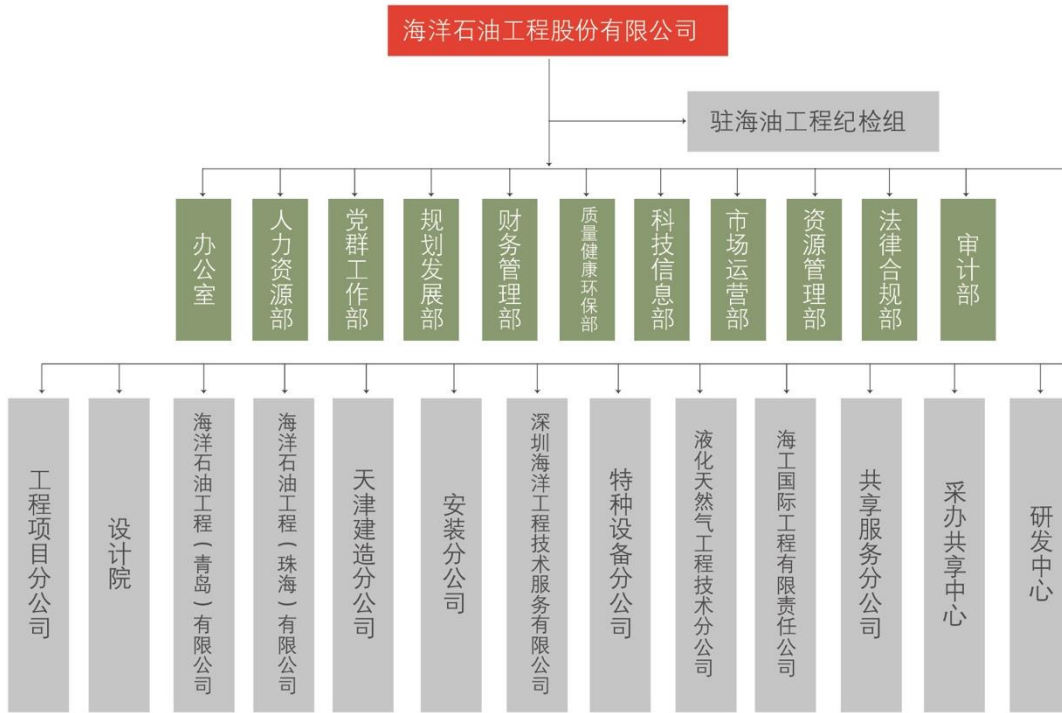 海洋石油工程股份有限公司
驻海油工程纪检组
办公室
人力资源部
党群工作部
规划发展部
财务管理部
质量健康环保部
科技信息部
市场运营部
资源管理部
法律合规部
审计部
工程项目分公司
设计院
海洋石油工程(青岛)有限公司
海洋石油工程(珠海)有限公司
天津建造分公司
安装分公司
深圳海洋工程技术服务有限公司
特种设备分公司
液化天然气工程技术分公司
海工国际工程有限责任公司
共享服务分公司
采办共享中心
研发中心